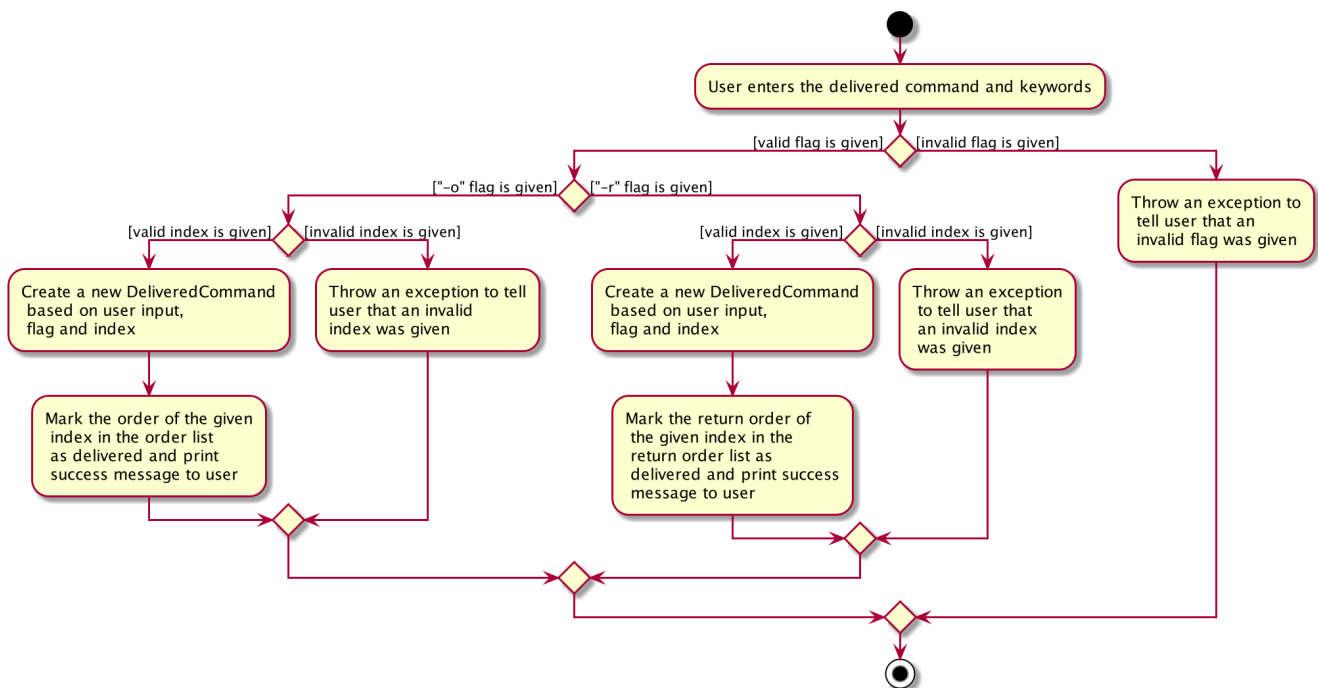 User enters the delivered command and keywords
[valid flag is given]
[invalid flag is given]
["-o" flag is given]
["-r" flag is given]
Throw an exception to
tell user that an
invalid flag was given
[valid index is given]
[invalid index is given]
[valid index is given]
[invalid index is given]
Create a new DeliveredCommand
based on user input,
flag and index
Throw an exception to tell
user that an invalid
index was given
Create a new DeliveredCommand
based on user input,
flag and index
Throw an exception
to tell user that
an invalid index
was given
Mark the order of the given
index in the order list
as delivered and print
success message to user
Mark the return order of
the given index in the
return order list as
delivered and print success
message to user